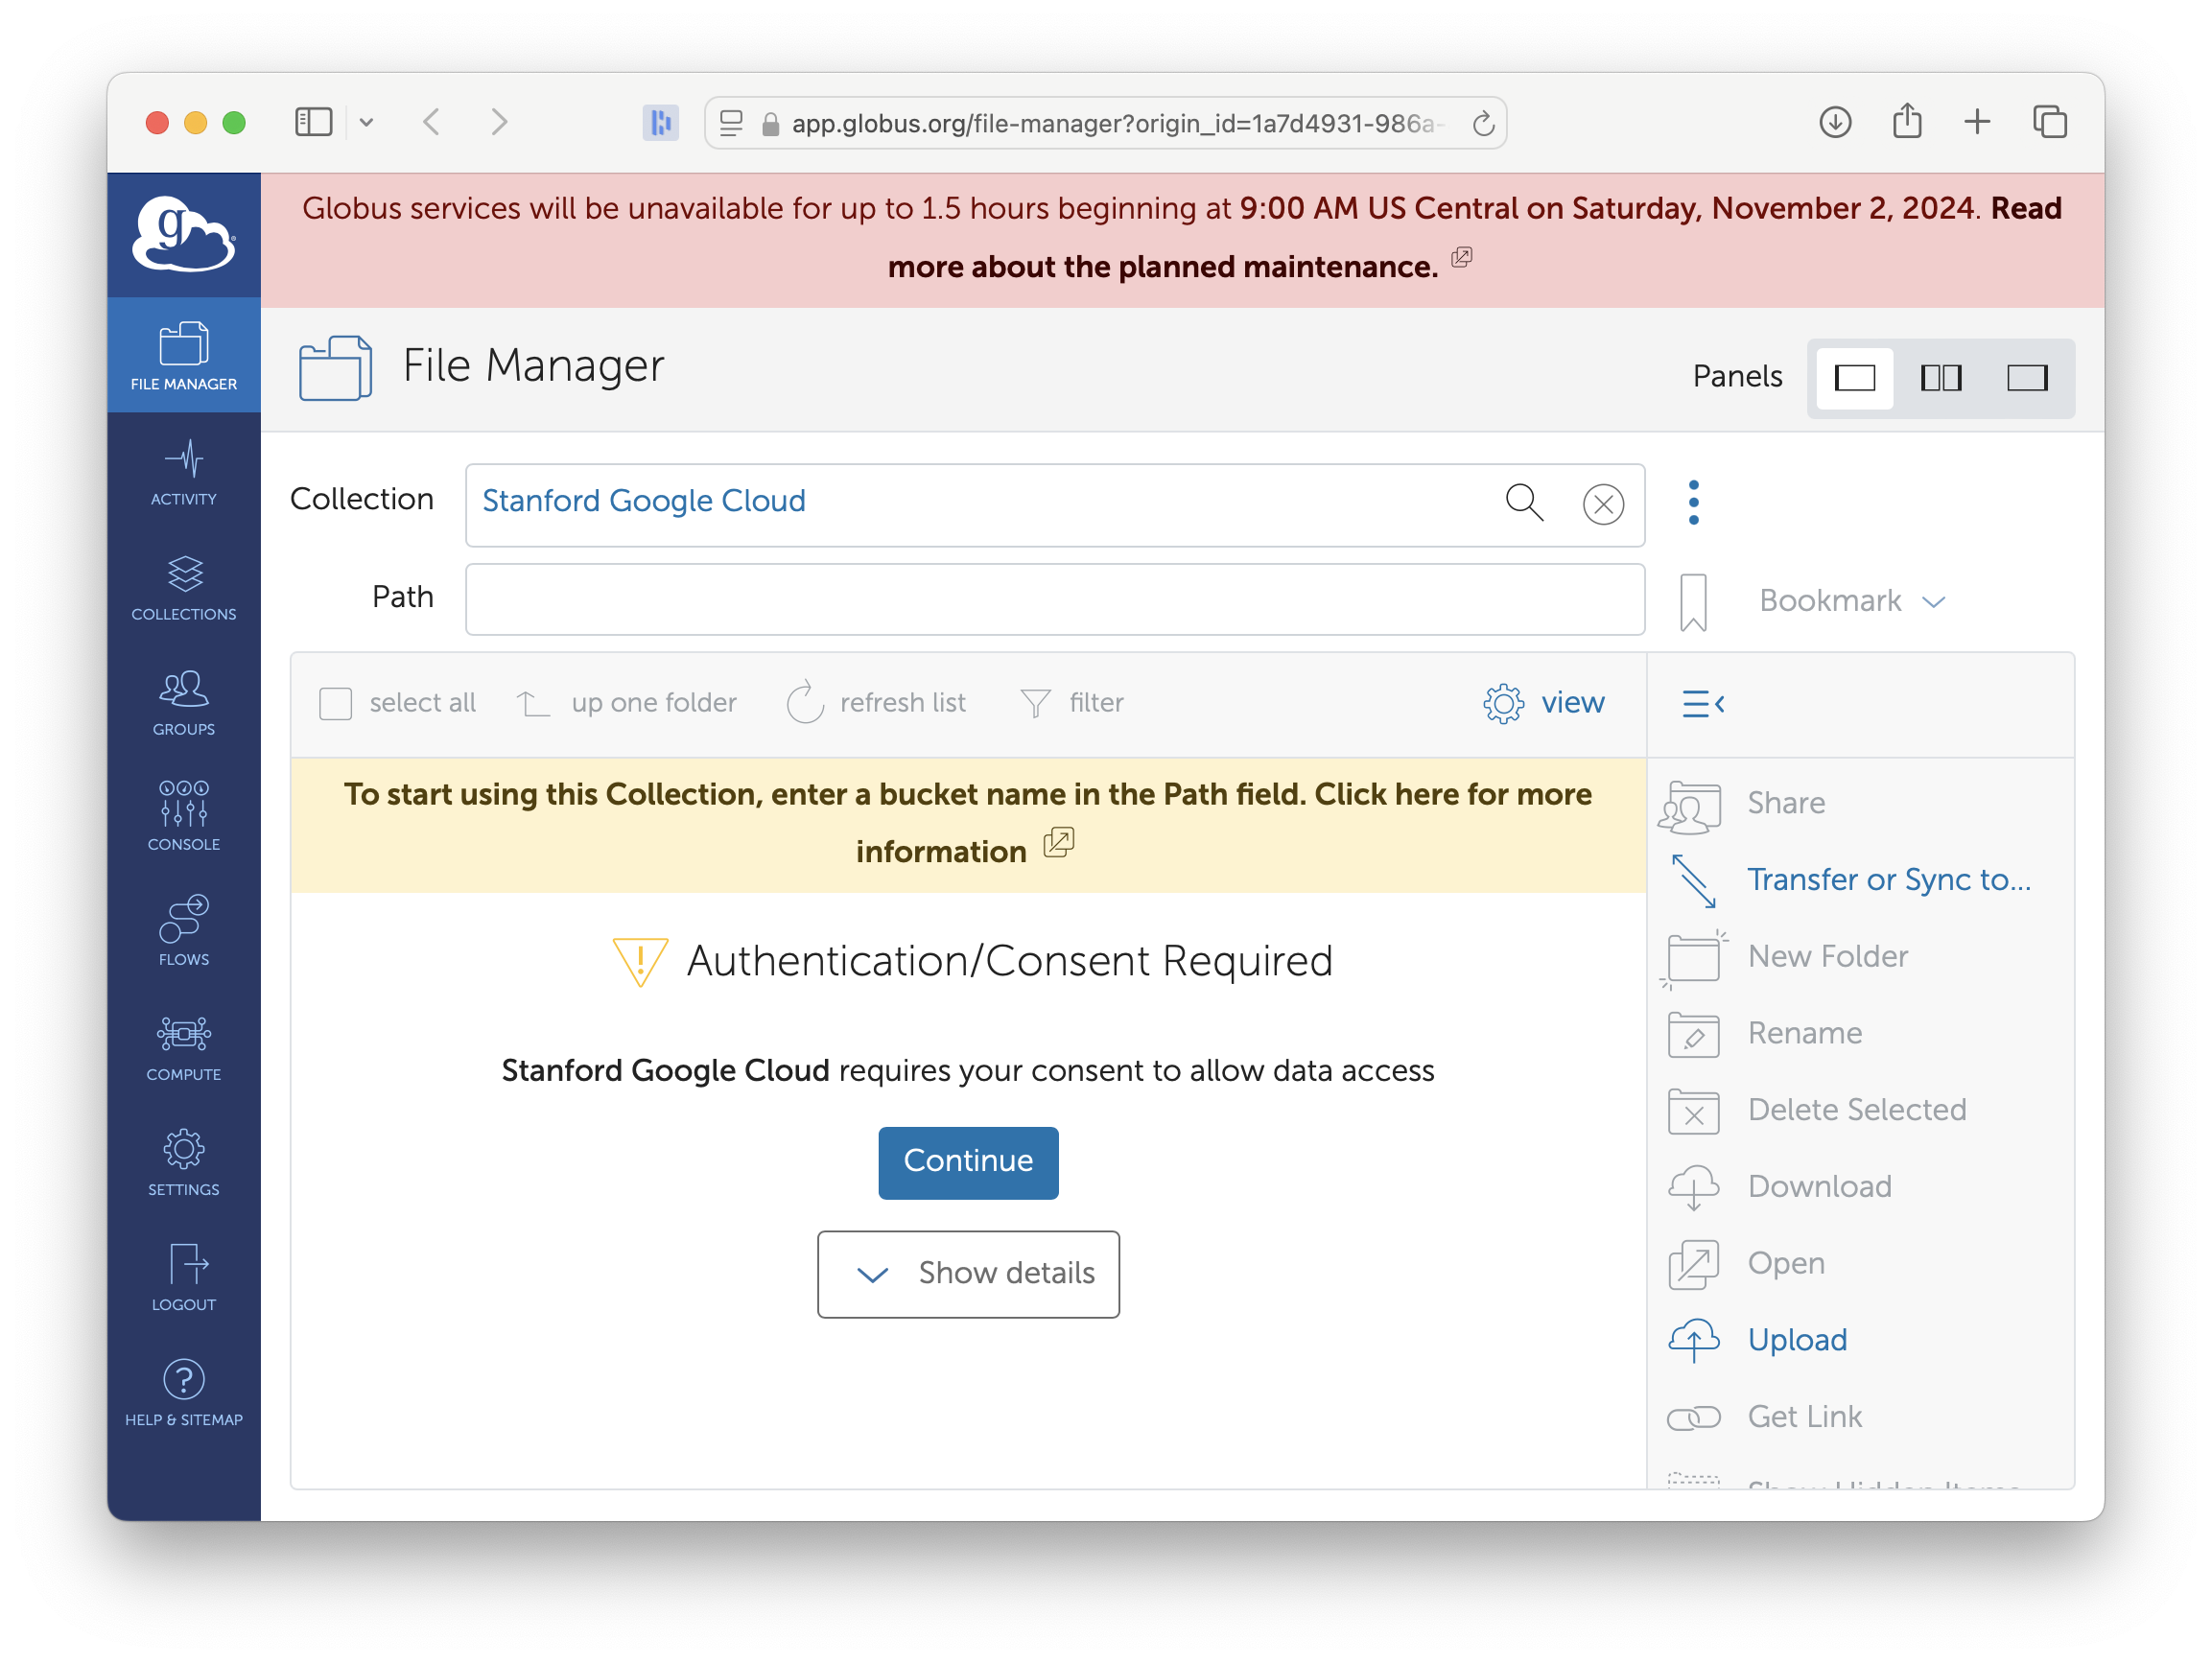 app.globus.org/file-manager?origin_id=1a7d4931-986a-
g
Globus services will be unavailable for up to 1.5 hours beginning at 9:00 AM US Central on Saturday, November 2, 2024. Read
more about the planned maintenance.
FILE MANAGER
ACTIVITY
COLLECTIONS
GROUPS
CONSOLE
FLOWS
COMPUTE
SETTINGS
LOGOUT
HELP & SITEMAP
File Manager
Panels
Collection
Stanford Google Cloud
Path
Bookmark
select all
up one folder
refresh list
filter
view
To start using this Collection, enter a bucket name in the Path field. Click here for more
information
Authentication/Consent Required
Stanford Google Cloud requires your consent to allow data access
Continue
Show details
Share
Transfer or Sync to...
New Folder
Rename
Delete Selected
Download
Open
Upload
Get Link
Show Hidden Items